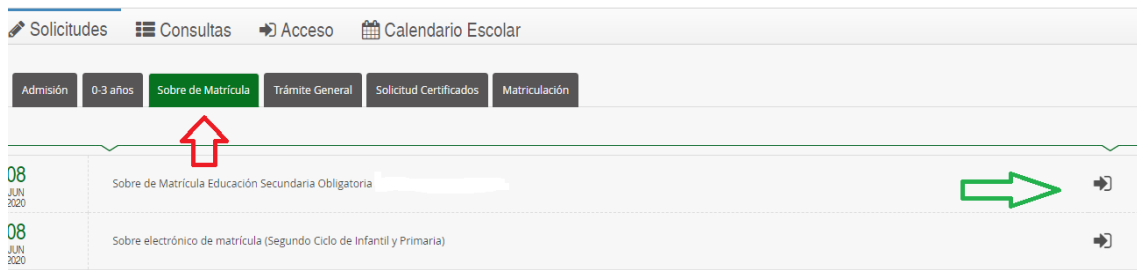 Solicitudes Consultas Acceso Calendario Escolar
Admisión 0-3 años Sobre de Matrícula Trámite General Solicitud Certificados Matriculación
08
JUN
2020
Sobre de Matrícula Educación Secundaria Obligatoria
08
JUN
2020
Sobre electrónico de matrícula (Segundo Ciclo de Infantil y Primaria)